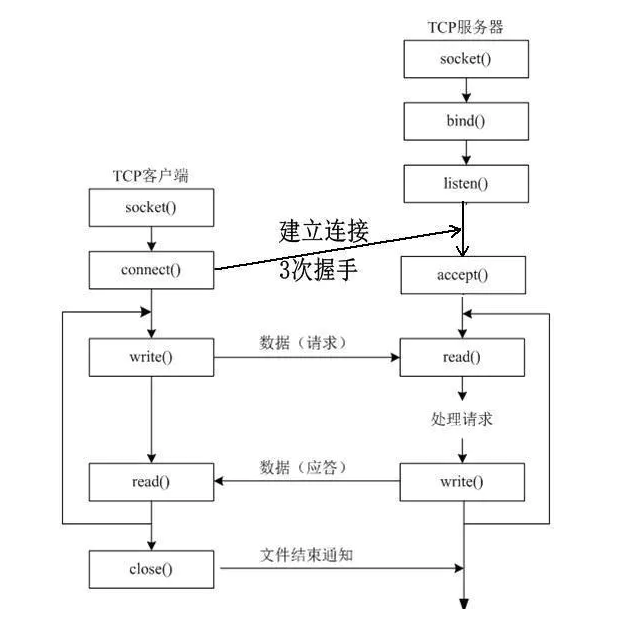 TCP服务器
socket()
bind()
listen()
TCP客户端
socket()
建立连接
connect()
3次握手
accept()
write()
数据（请求）
read()
处理请求
read()
数据（应答）
write()
close()
文件结束通知